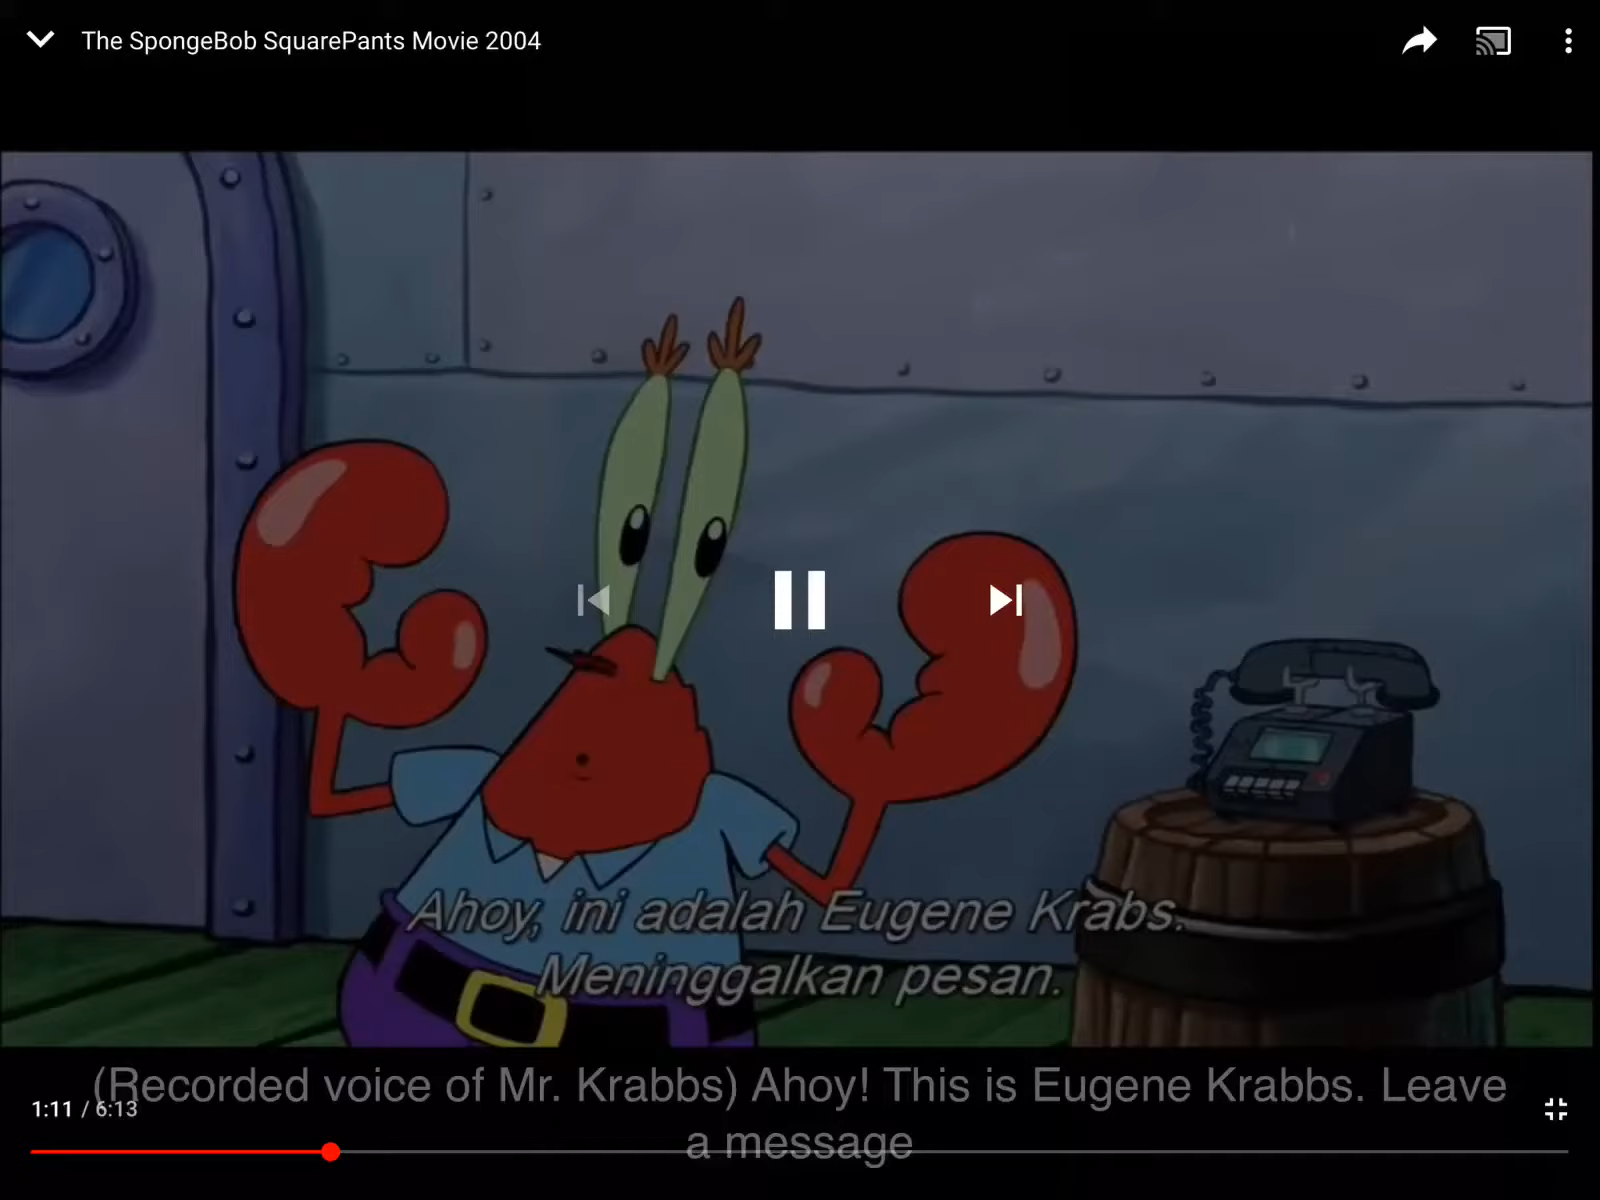 The SpongeBob SquarePants Movie 2004
Ahoy, ini adalah Eugene Krabs.
Meninggalkan pesan.
(Recorded voice of Mr. Krabbs) Ahoy! This is Eugene Krabbs. Leave
a message
1:11 / 6:13